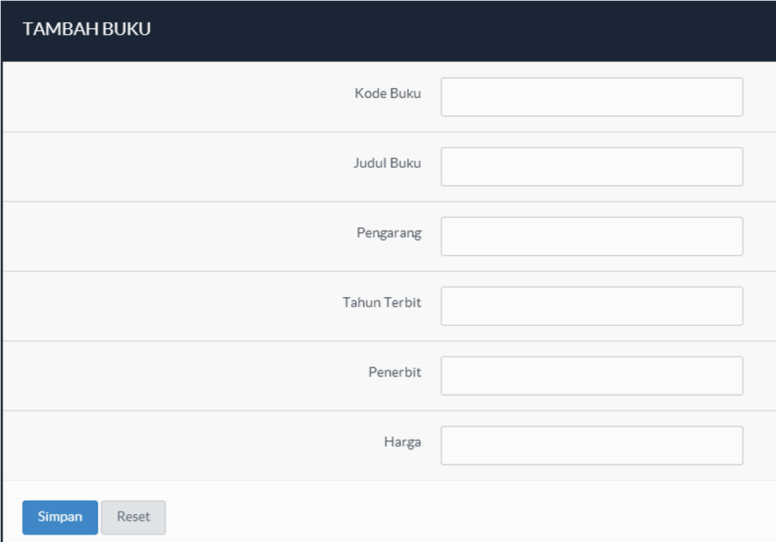 TAMBAH BUKU
Kode Buku
Judul Buku
Pengarang
Tahun Terbit
Penerbit
Harga
Simpan Reset